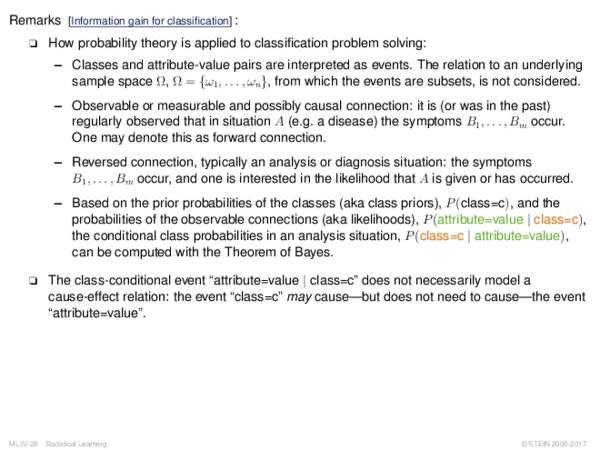 Remarks [Information gain for classification] :
❑ How probability theory is applied to classification problem solving:
– Classes and attribute-value pairs are interpreted as events. The relation to an underlying
sample space Ω, Ω = {ω₁, . . . , ωₙ}, from which the events are subsets, is not considered.
– Observable or measurable and possibly causal connection: it is (or was in the past)
regularly observed that in situation A (e.g. a disease) the symptoms B₁, . . . , Bₘ occur.
One may denote this as forward connection.
– Reversed connection, typically an analysis or diagnosis situation: the symptoms
B₁, . . . , Bₘ occur, and one is interested in the likelihood that A is given or has occurred.
– Based on the prior probabilities of the classes (aka class priors), P(class=c), and the
probabilities of the observable connections (aka likelihoods), P(attribute=value | class=c),
the conditional class probabilities in an analysis situation, P(class=c | attribute=value),
can be computed with the Theorem of Bayes.
❑ The class-conditional event “attribute=value | class=c” does not necessarily model a
cause-effect relation: the event “class=c” may cause—but does not need to cause—the event
“attribute=value”.
ML:IV-28 Statistical Learning © STEIN 2005-2017